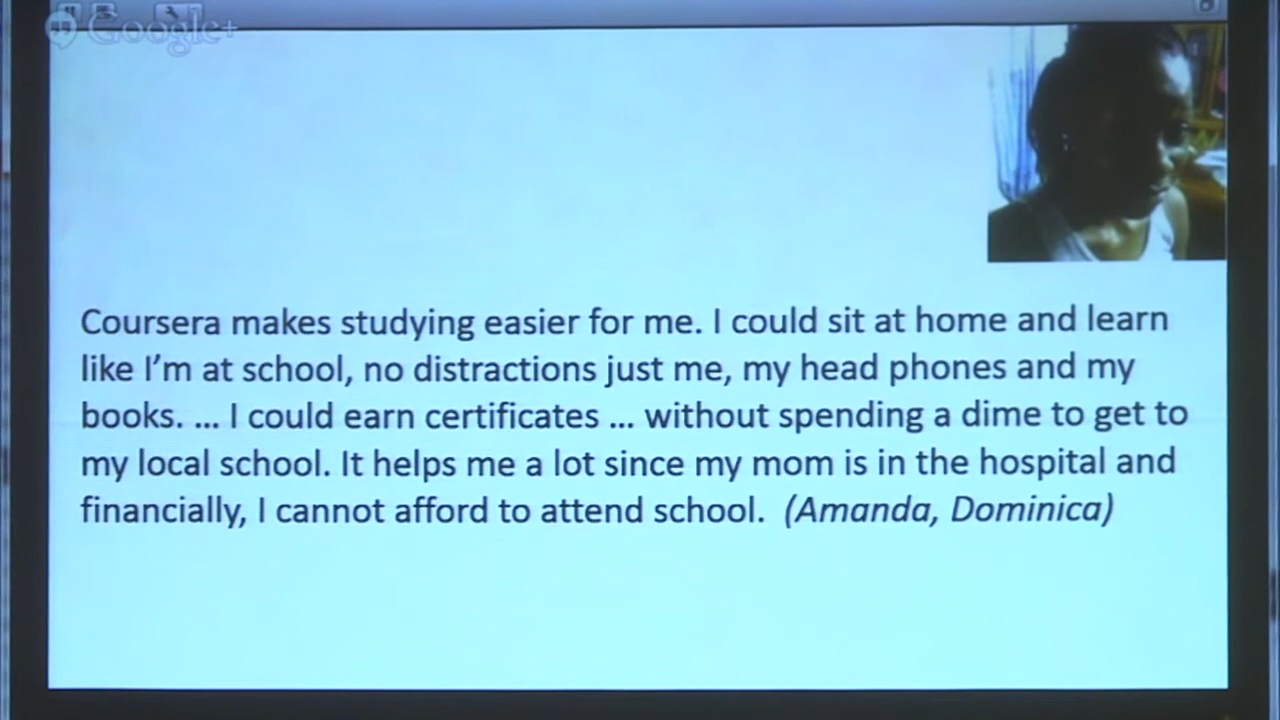 Google+
Coursera makes studying easier for me. I could sit at home and learn
like I’m at school, no distractions just me, my head phones and my
books. ... I could earn certificates ... without spending a dime to get to
my local school. It helps me a lot since my mom is in the hospital and
financially, I cannot afford to attend school. (Amanda, Dominica)